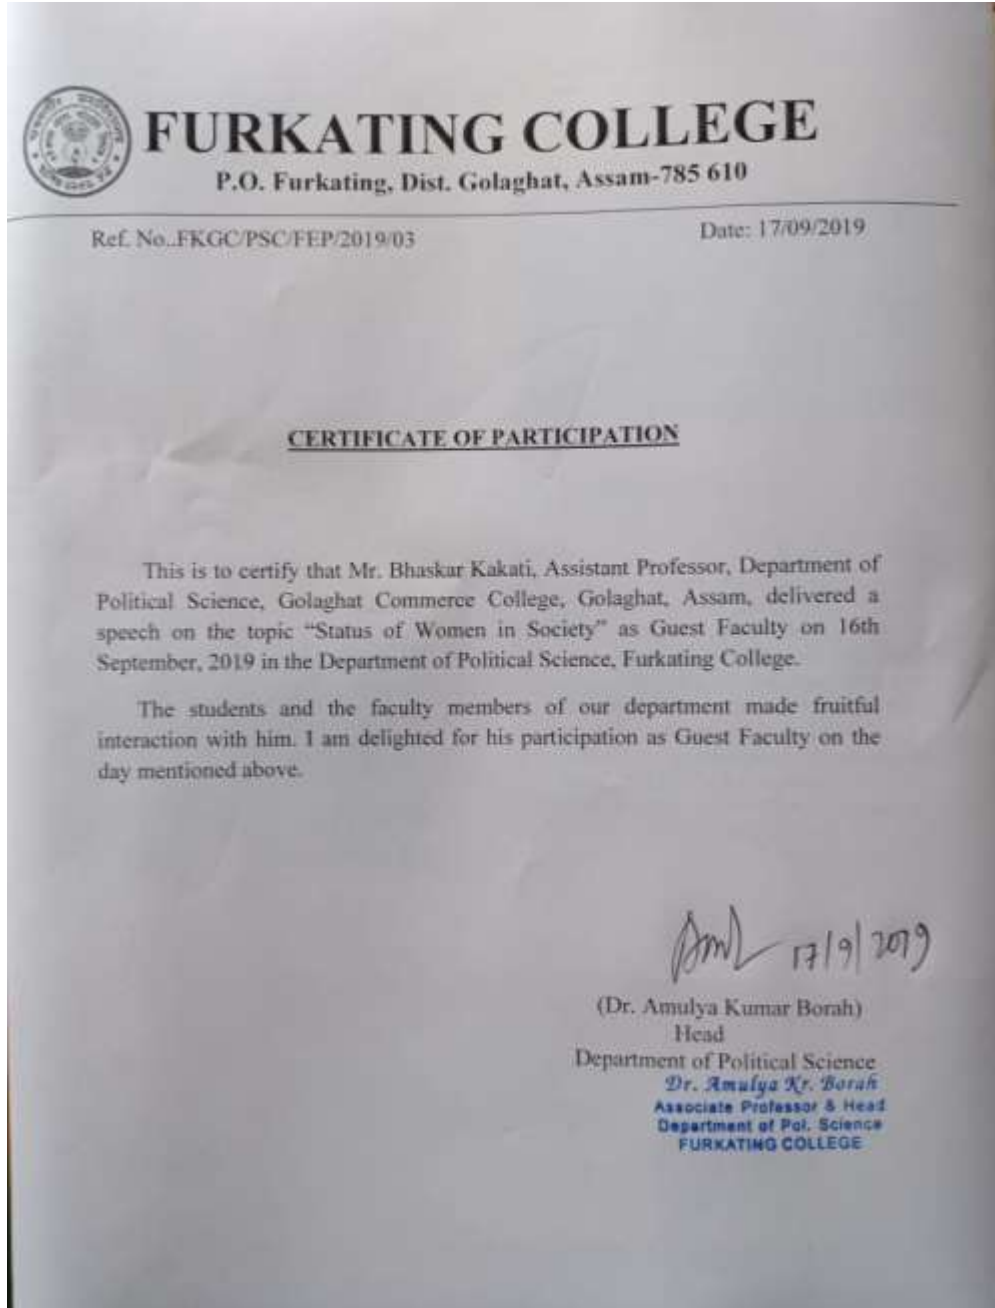 FURKATING COLLEGE
P.O. Furkating, Dist. Golaghat, Assam-785 610
Ref. No..FKGC/PSC/FEP/2019/03
Date: 17/09/2019
CERTIFICATE OF PARTICIPATION
This is to certify that Mr. Bhaskar Kakati, Assistant Professor, Department of
Political Science, Golaghat Commerce College, Golaghat, Assam, delivered a
speech on the topic “Status of Women in Society” as Guest Faculty on 16th
September, 2019 in the Department of Political Science, Furkating College.
The students and the faculty members of our department made fruitful
interaction with him. I am delighted for his participation as Guest Faculty on the
day mentioned above.
17/9/2019
(Dr. Amulya Kumar Borah)
Head
Department of Political Science
Dr. Amulya Kr. Borah
Associate Professor & Head
Department of Pol. Science
FURKATING COLLEGE